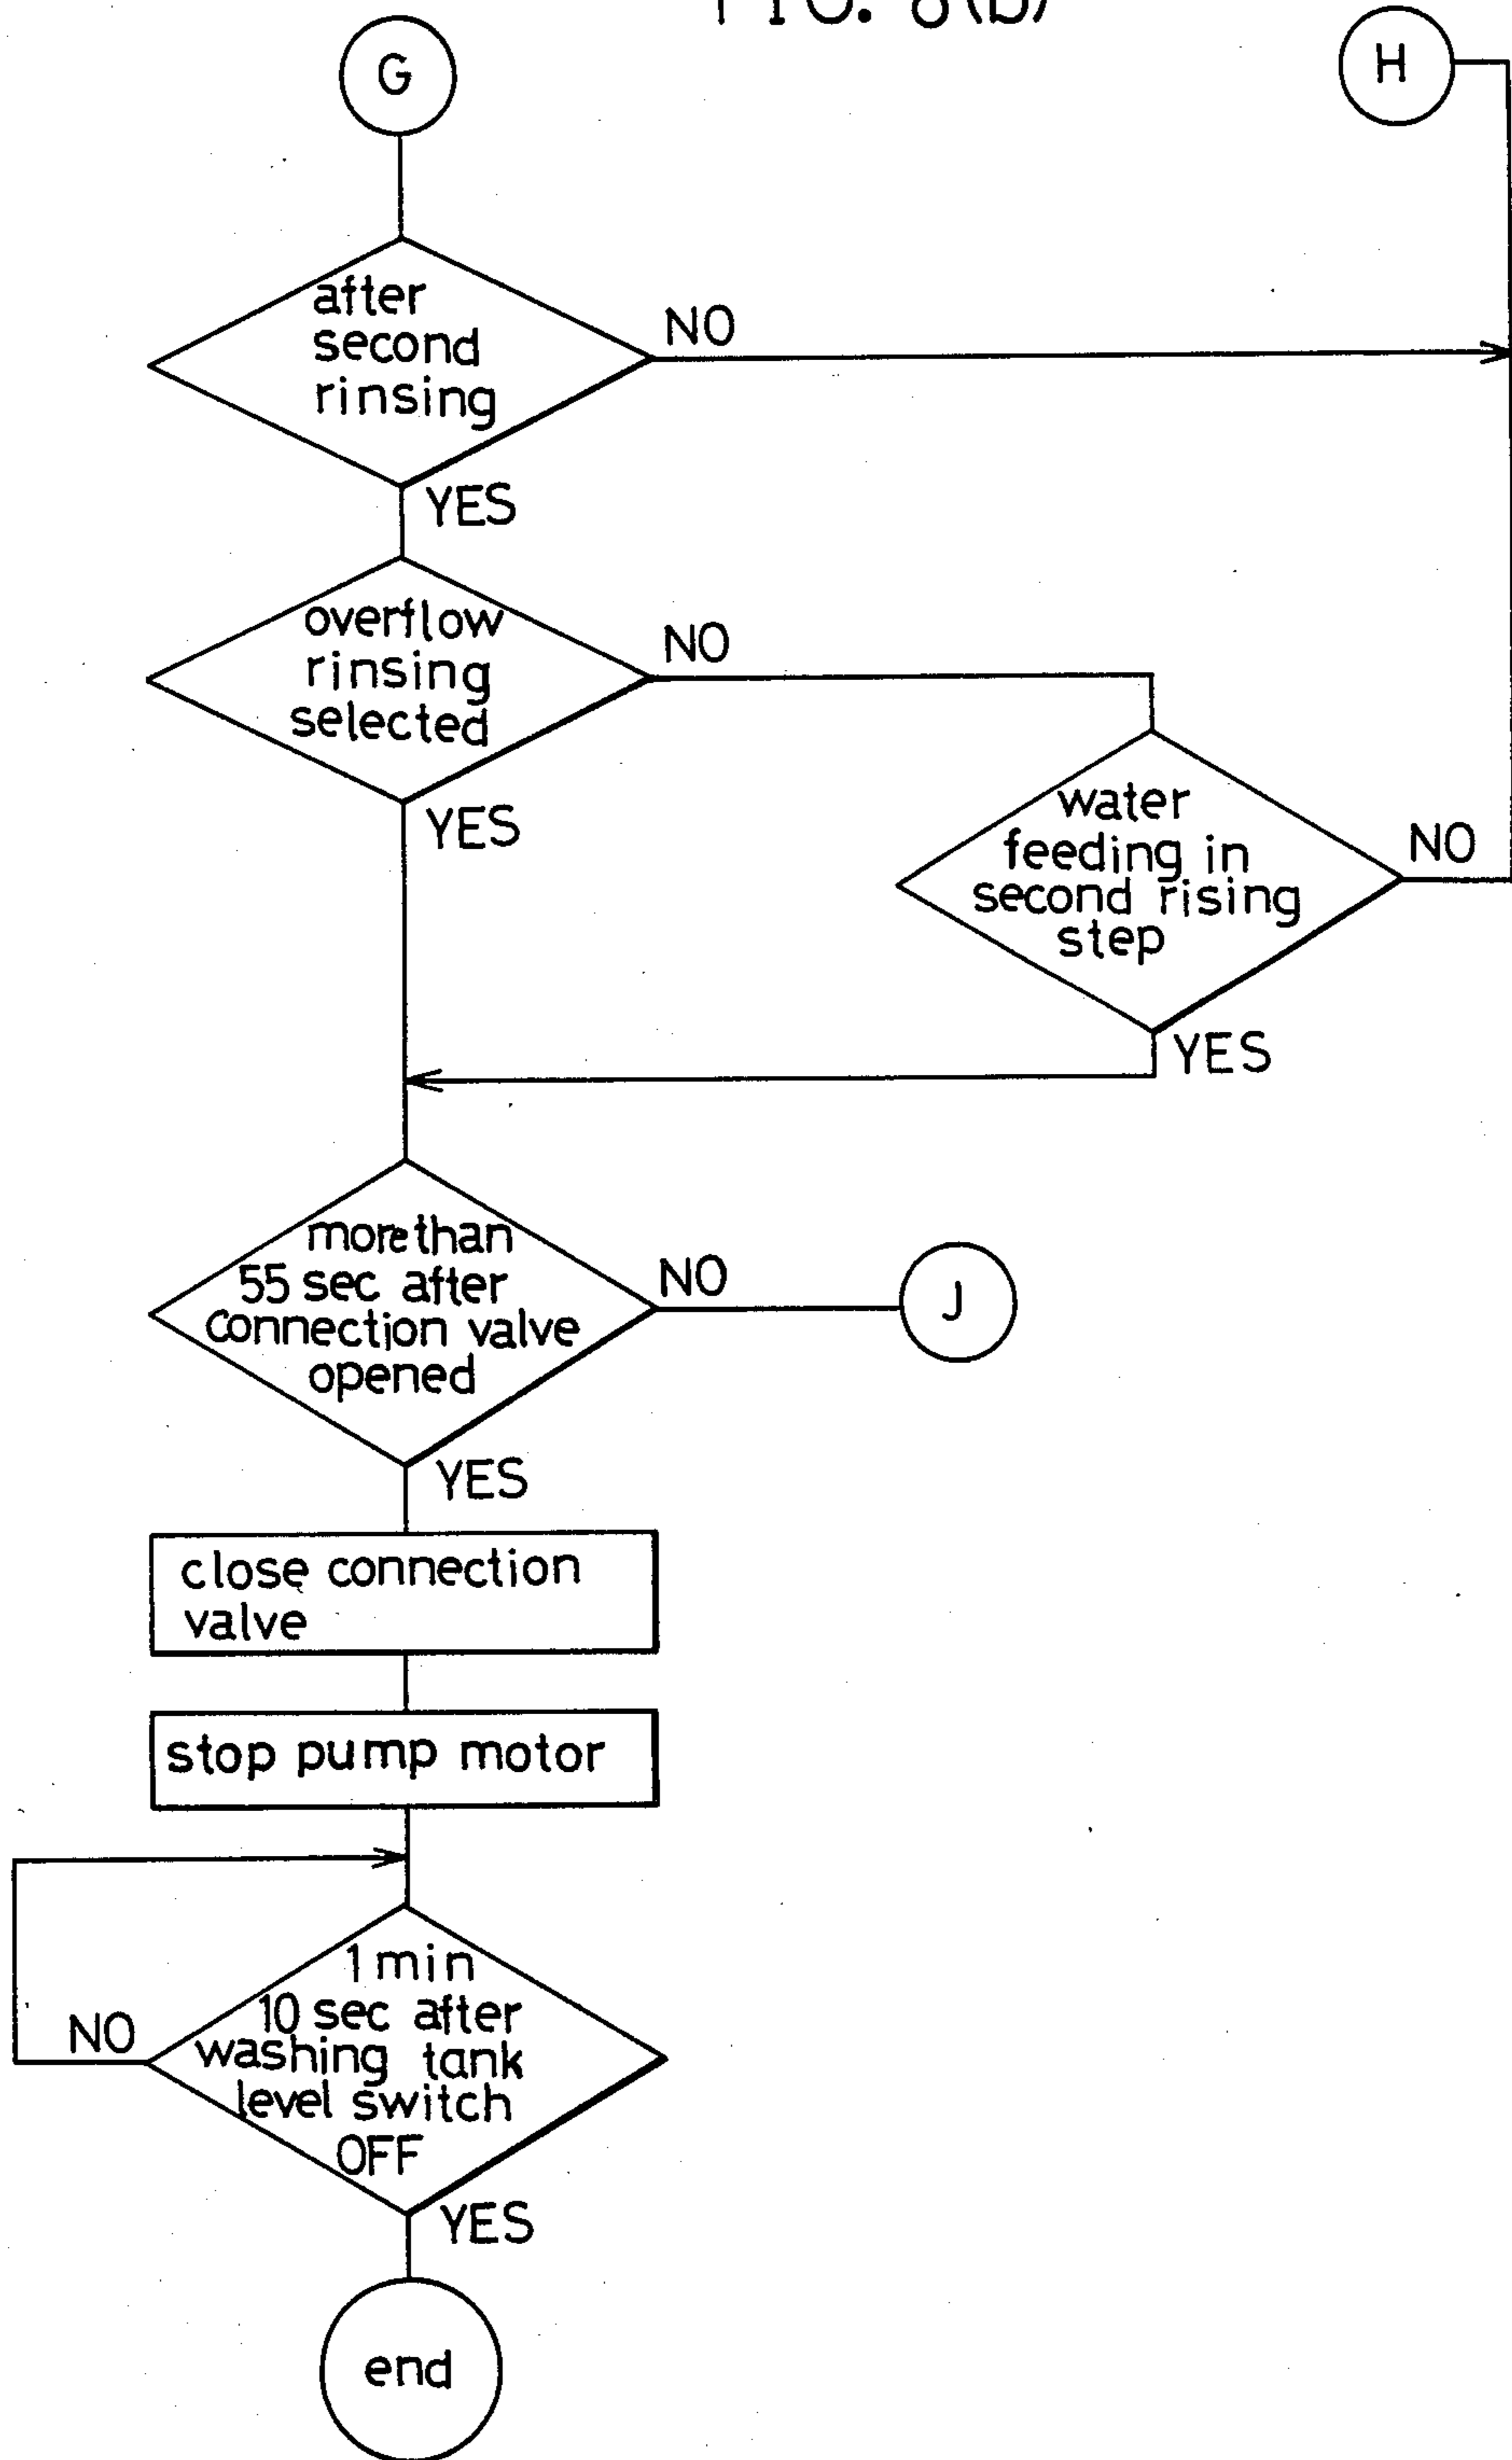 FIG. 8(b)
G
H
after
second
rinsing
NO
YES
overflow
rinsing
selected
NO
YES
water
feeding in
second rising
step
NO
YES
more than
55 sec after
Connection valve
opened
NO
J
YES
close connection
valve
stop pump motor
1 min
10 sec after
washing tank
level switch
OFF
NO
YES
end